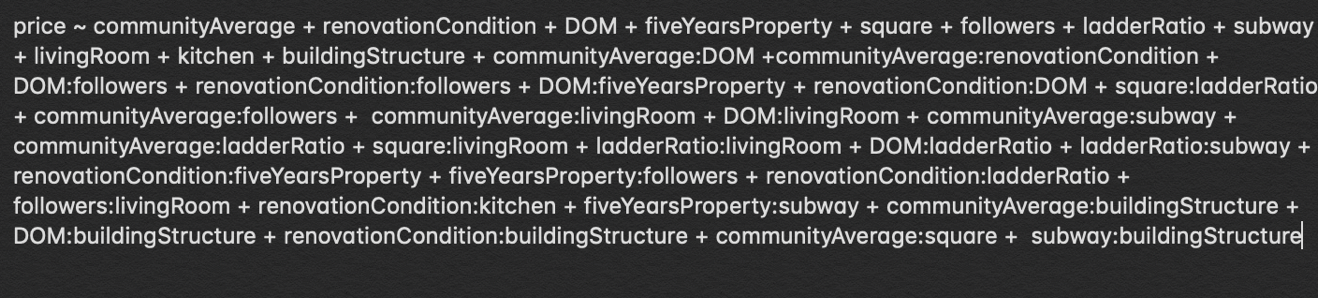 price ~ communityAverage + renovationCondition + DOM + fiveYearsProperty + square + followers + ladderRatio + subway
+ livingRoom + kitchen + buildingStructure + communityAverage:DOM +communityAverage:renovationCondition +
DOM:followers + renovationCondition:followers + DOM:fiveYearsProperty + renovationCondition:DOM + square:ladderRatio
+ communityAverage:followers +  communityAverage:livingRoom + DOM:livingRoom + communityAverage:subway +
communityAverage:ladderRatio + square:livingRoom + ladderRatio:livingRoom + DOM:ladderRatio + ladderRatio:subway +
renovationCondition:fiveYearsProperty + fiveYearsProperty:followers + renovationCondition:ladderRatio +
followers:livingRoom + renovationCondition:kitchen + fiveYearsProperty:subway + communityAverage:buildingStructure +
DOM:buildingStructure + renovationCondition:buildingStructure + communityAverage:square +  subway:buildingStructure